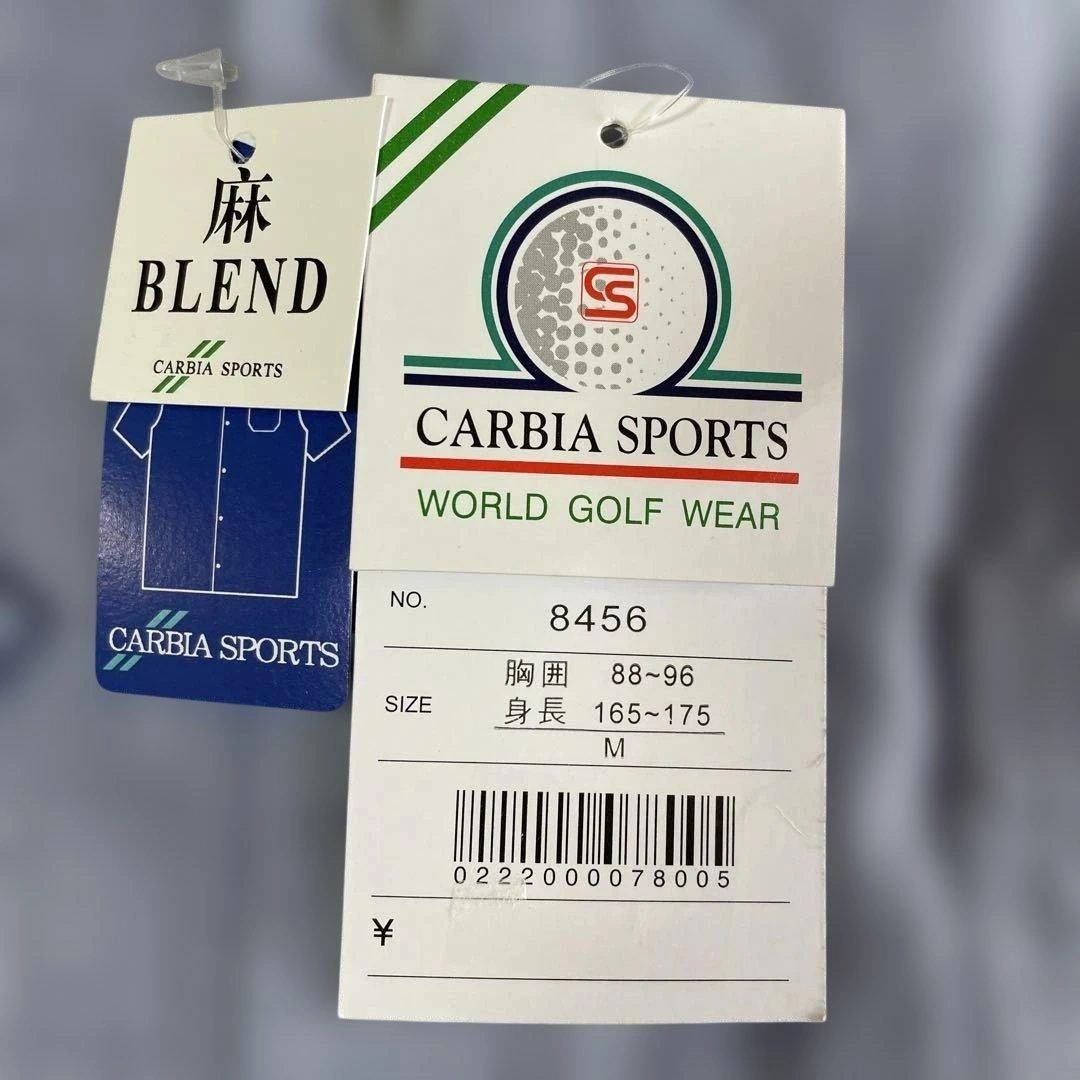 麻
BLEND
CARBIA SPORTS
CARBIA SPORTS
CS
CARBIA SPORTS
WORLD GOLF WEAR
NO. 8456
SIZE
胸囲 88~96
身長 165~175
M
0222000078005
¥